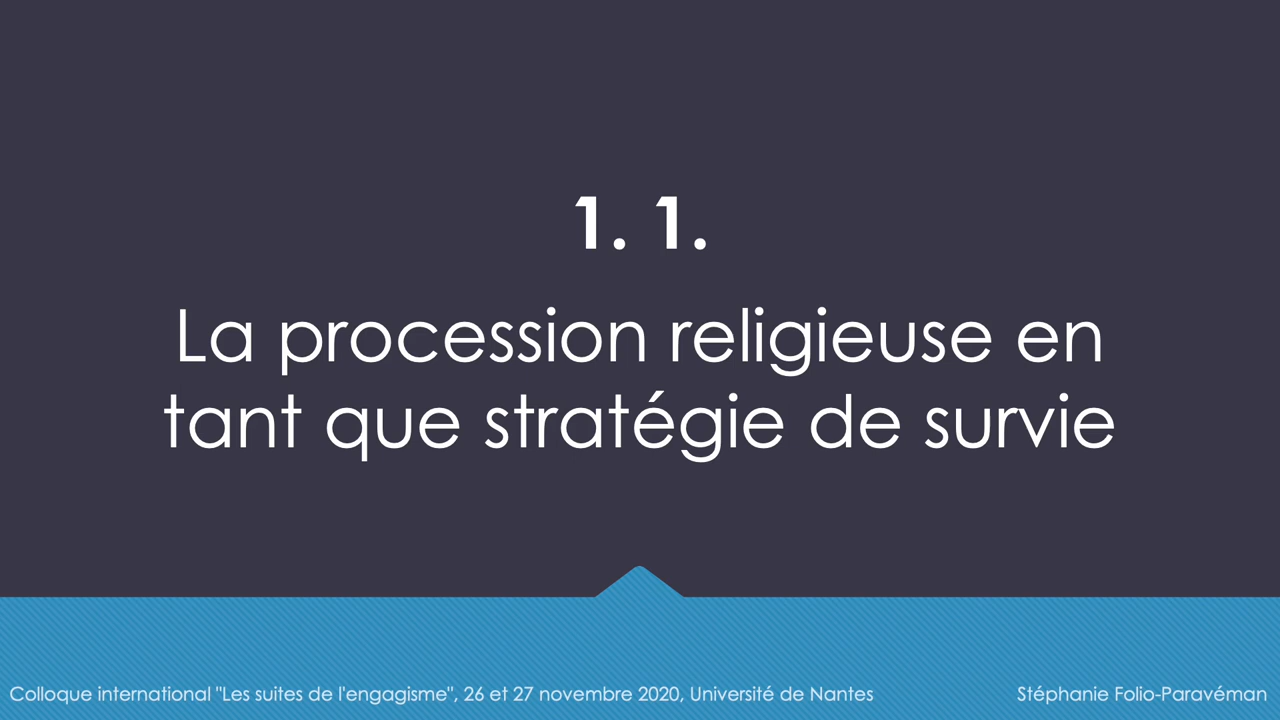 1. 1.
La procession religieuse en
tant que stratégie de survie
Colloque international "Les suites de l'engagisme", 26 et 27 novembre 2020, Université de Nantes
Stéphanie Folio-Paravéman